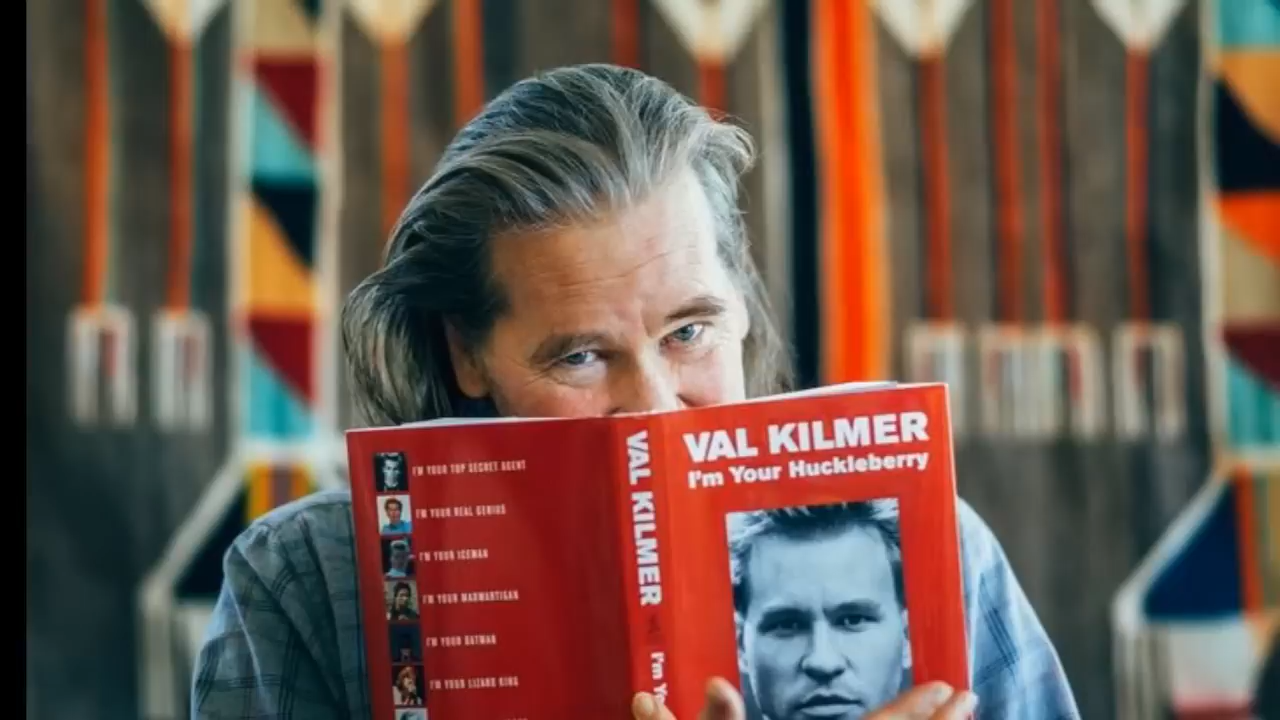 I'M YOUR TOP SECRET AGENT
I'M YOUR REAL GENIUS
I'M YOUR ICEMAN
I'M YOUR MADMARTIGAN
I'M YOUR BATMAN
I'M YOUR LIZARD KING
VAL KILMER
I'm
VAL KILMER
I'm Your Huckleberry